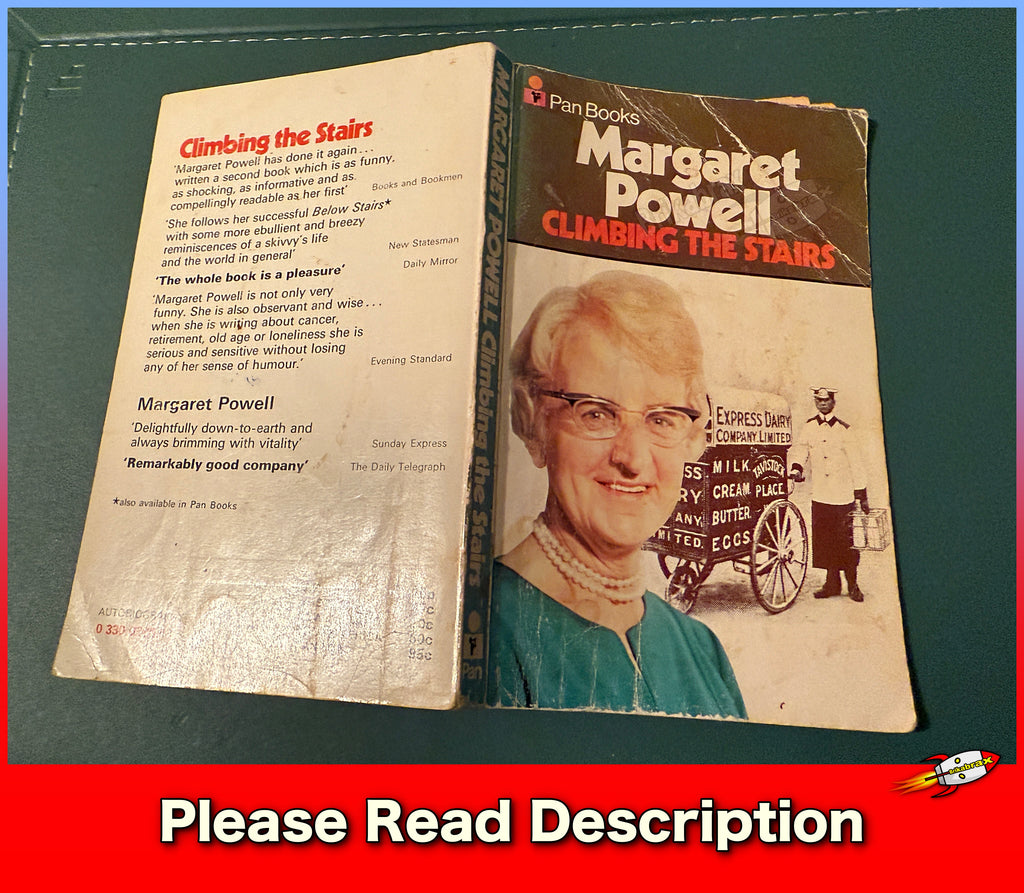 Climbing the Stairs
'Margaret Powell has done it again...
written a second book which is as funny,
as shocking, as informative and as
compellingly readable as her first'
Books and Bookmen
'She follows her successful Below Stairs*
with some more ebullient and breezy
reminiscences of a skivvy's life
and the world in general'
New Statesman
'The whole book is a pleasure'
Daily Mirror
'Margaret Powell is not only very
funny. She is also observant and wise...
when she is writing about cancer,
retirement, old age or loneliness she is
serious and sensitive without losing
any of her sense of humour.'
Evening Standard
Margaret Powell
'Delightfully down-to-earth and
always brimming with vitality'
Sunday Express
'Remarkably good company'
The Daily Telegraph
*also available in Pan Books
0 330
95c
MARGARET POWELL Climbing the Stairs
Pan
Pan Books
Margaret
Powell
CLIMBING THE STAIRS
EXPRESS DAIRY
COMPANY LIMITED
MILK TAVISTOCK
CREAM PLACE
BUTTER
EGGS
SS
RY
ANY
MITED.
Please Read Description